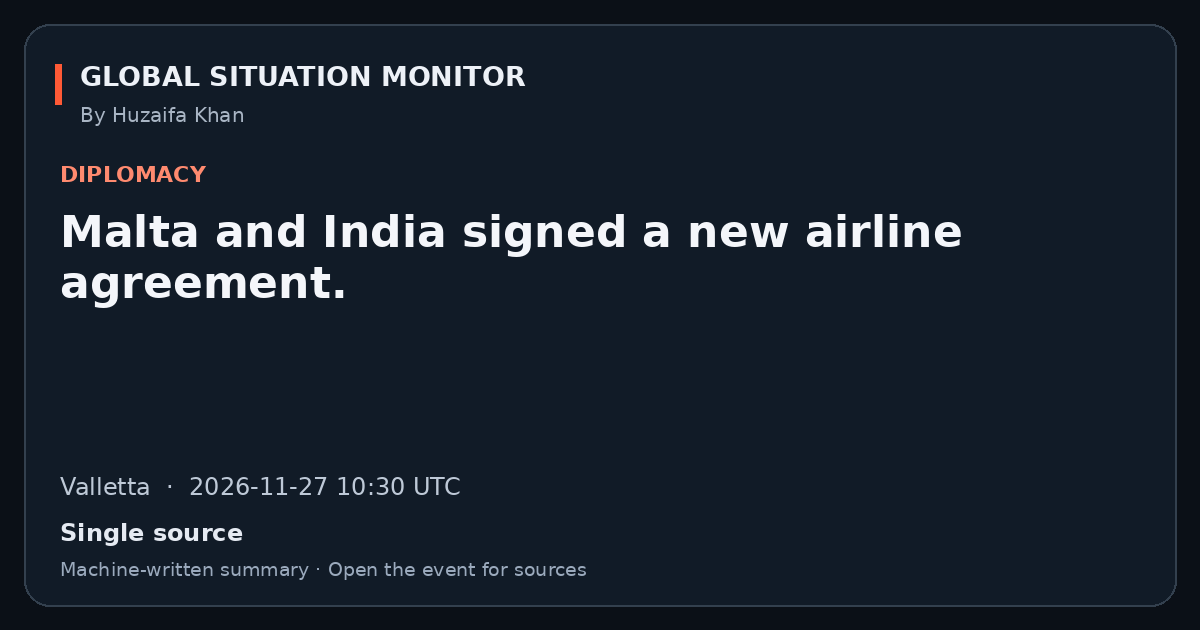 GLOBAL SITUATION MONITOR
By Huzaifa Khan
DIPLOMACY
Malta and India signed a new airline
agreement.
Valletta · 2026-11-27 10:30 UTC
Single source
Machine-written summary · Open the event for sources